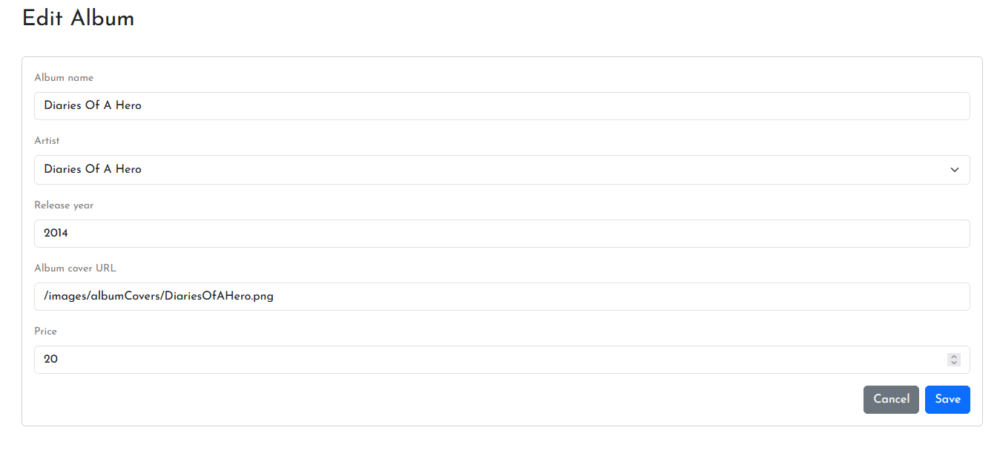 Edit Album
Album name
Diaries Of A Hero
Artist
Diaries Of A Hero
Release year
2014
Album cover URL
/images/albumCovers/DiariesOfAHero.png
Price
20
Cancel Save